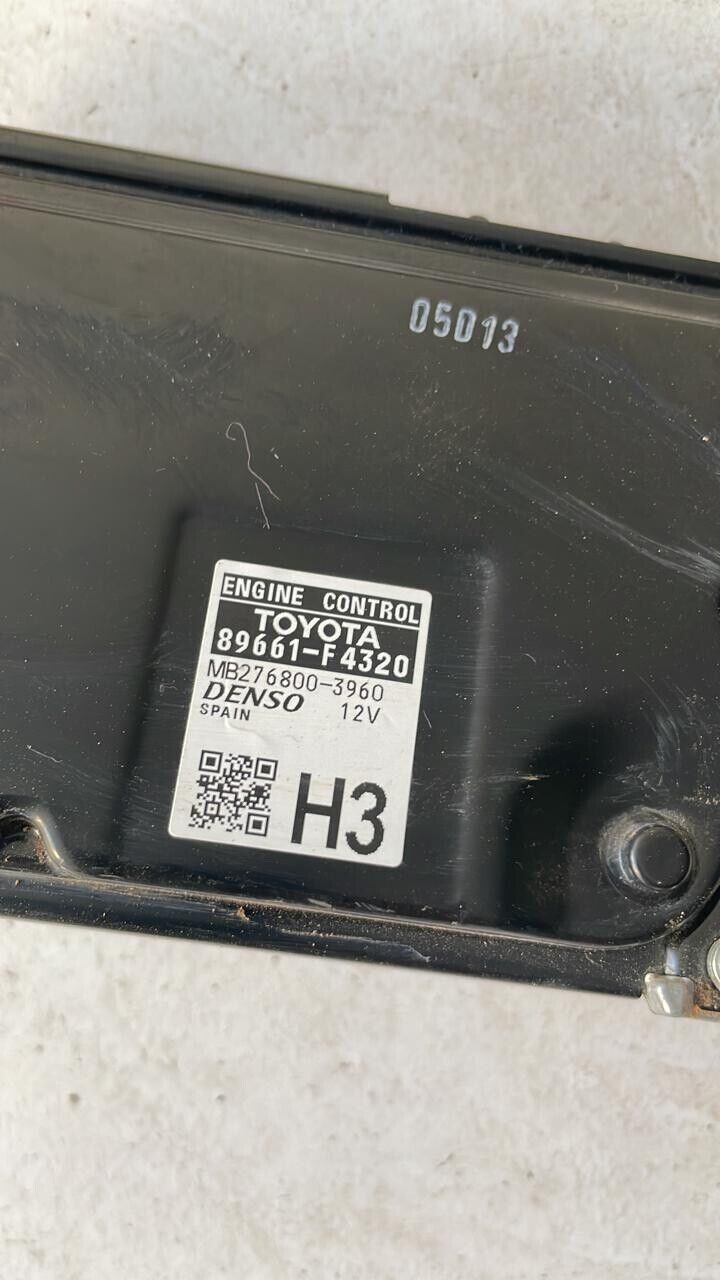 05013
ENGINE CONTROL
TOYOTA
89661-F4320
MB276800-3960
DENSO 12V
SPAIN
H3